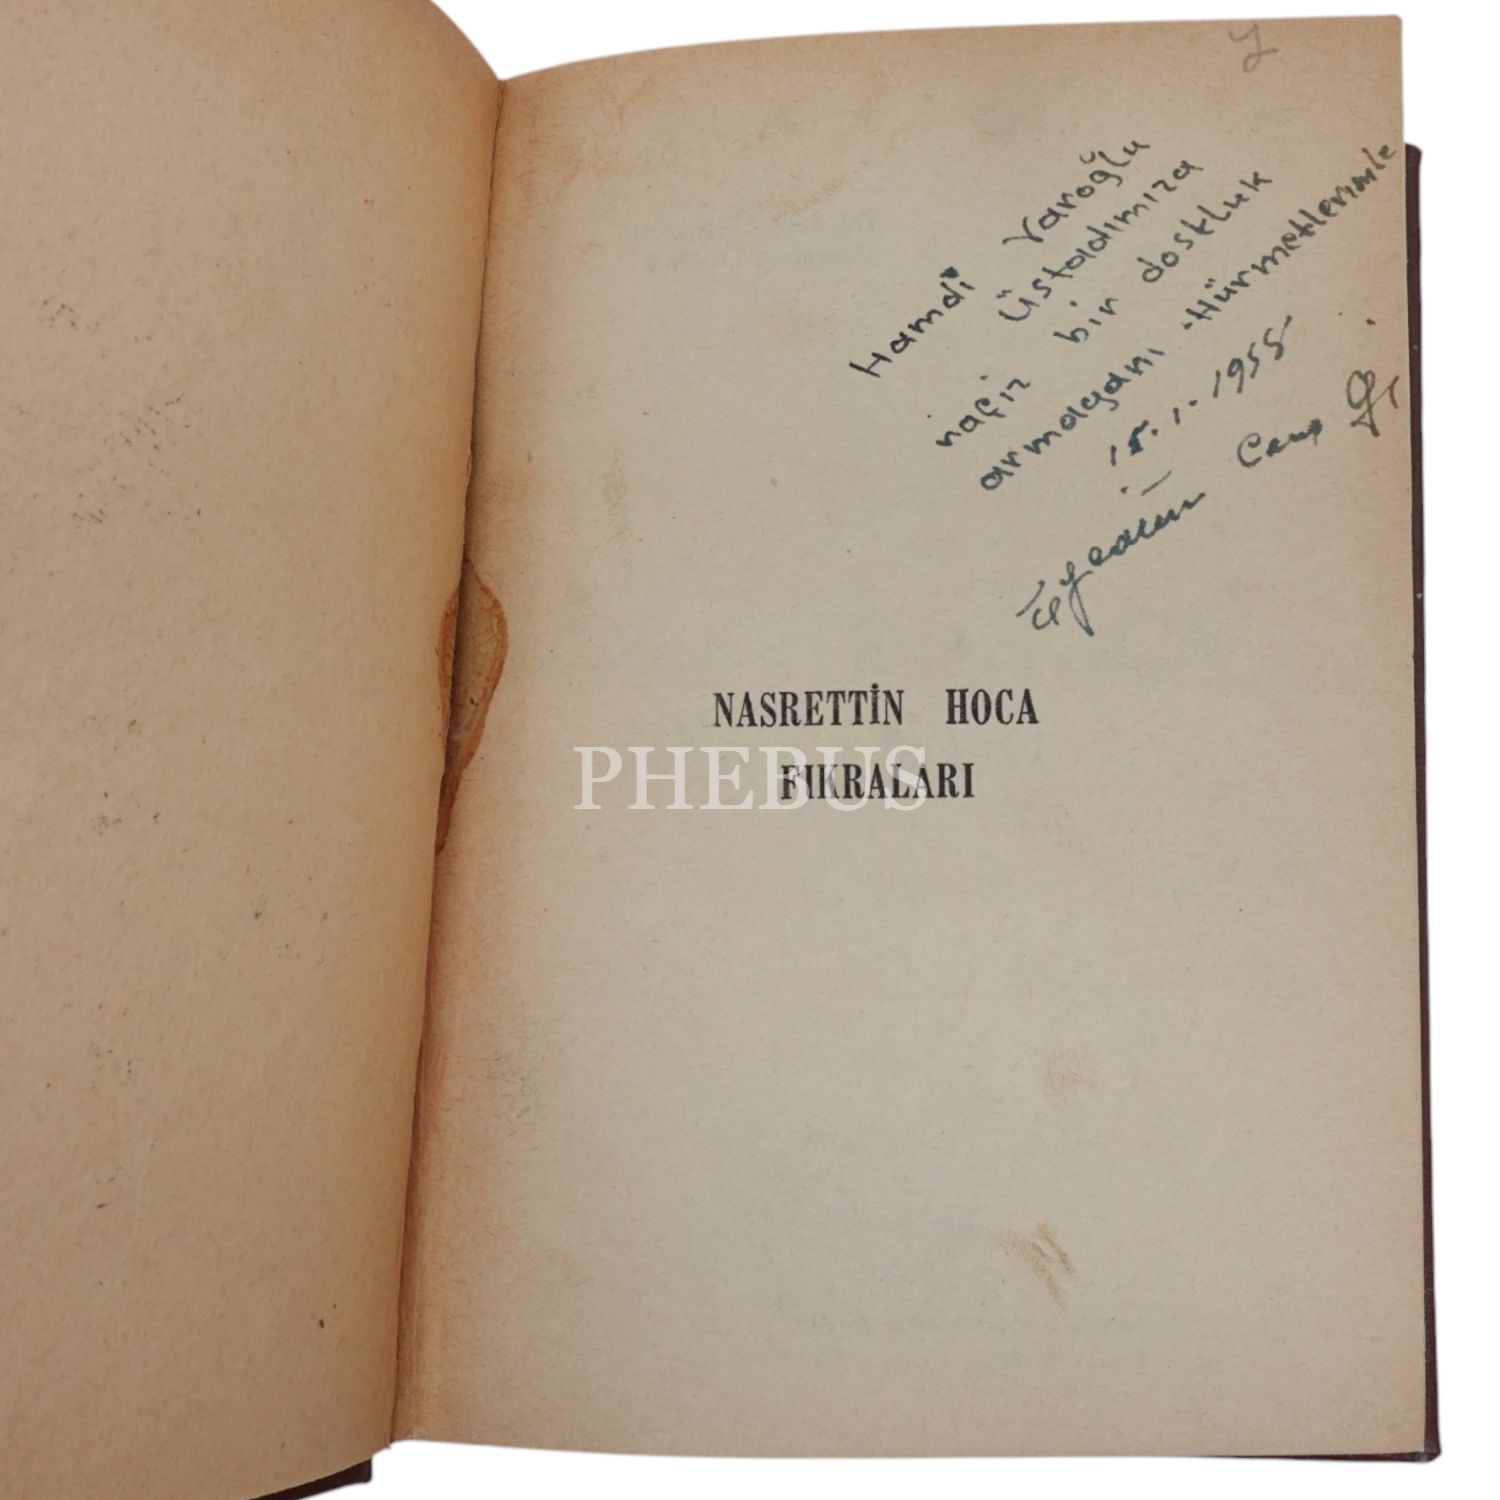 Hamdi Varoğlu
Üstadımıza
naçiz bir dostluk
armağanı Hürmetlerimle
15.1.1955
NASRETTİN HOCA
FIKRALARI
PHEBUS